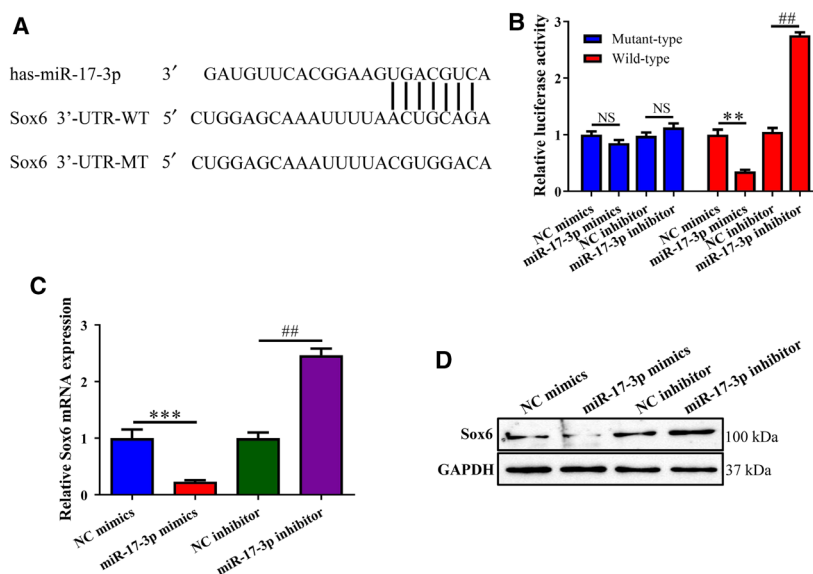 A
has-miR-17-3p 3′ GAUGUUCACGGAAGUGACGUCA
Sox6 3′-UTR-WT 5′ CUGGAGCAAAUUUUAACUGCAGA
Sox6 3′-UTR-MT 5′ CUGGAGCAAAUUUUACGUGGACA
B
Relative luciferase activity
3
2
1
0
Mutant-type
Wild-type
NS
NS
**
##
NC mimics
miR-17-3p mimics
NC inhibitor
miR-17-3p inhibitor
NC mimics
miR-17-3p mimics
NC inhibitor
miR-17-3p inhibitor
C
Relative Sox6 mRNA expression
3
2
1
0
***
##
NC mimics
miR-17-3p mimics
NC inhibitor
miR-17-3p inhibitor
D
NC mimics
miR-17-3p mimics
NC inhibitor
miR-17-3p inhibitor
Sox6 100 kDa
GAPDH 37 kDa